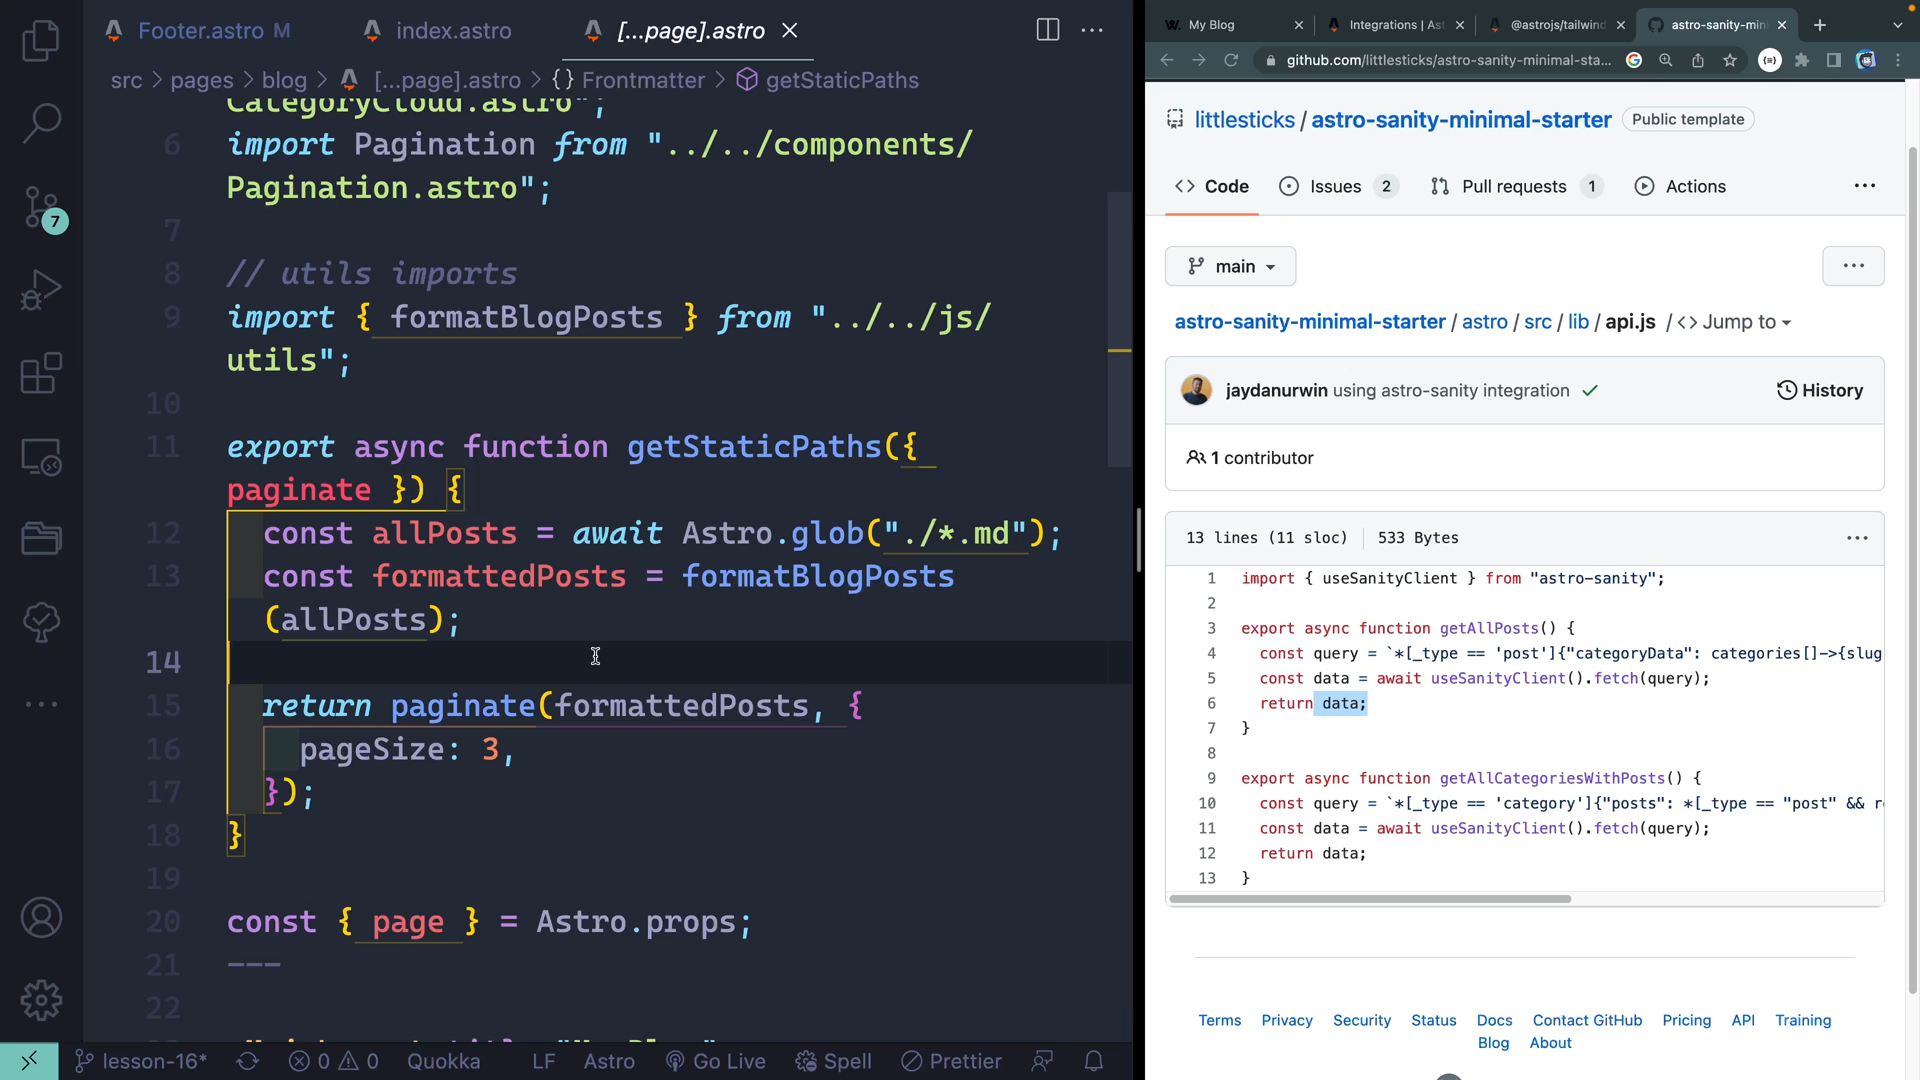 Footer.astro M
index.astro
[...page].astro
src > pages > blog > [...page].astro > {} Frontmatter > getStaticPaths
CategoryCloud.astro";
6 import Pagination from "../../components/
Pagination.astro";
7
8 // utils imports
9 import { formatBlogPosts } from "../../js/
utils";
10
11 export async function getStaticPaths({
paginate }) {
12 const allPosts = await Astro.glob("./*.md");
13 const formattedPosts = formatBlogPosts
(allPosts);
14
15 return paginate(formattedPosts, {
16 pageSize: 3,
17 });
18 }
19
20 const { page } = Astro.props;
21 ---
22
7
lesson-16*
0 0
Quokka
LF
Astro
Go Live
Spell
Prettier
My Blog
Integrations | Ast
@astrojs/tailwind
astro-sanity-min
github.com/littlesticks/astro-sanity-minimal-sta...
littlesticks / astro-sanity-minimal-starter Public template
Code
Issues 2
Pull requests 1
Actions
main
astro-sanity-minimal-starter / astro / src / lib / api.js / <> Jump to
jaydanurwin using astro-sanity integration
History
1 contributor
13 lines (11 sloc) 533 Bytes
1 import { useSanityClient } from "astro-sanity";
2
3 export async function getAllPosts() {
4 const query = `*[_type == 'post']{"categoryData": categories[]->{slug
5 const data = await useSanityClient().fetch(query);
6 return data;
7 }
8
9 export async function getAllCategoriesWithPosts() {
10 const query = `*[_type == 'category']{"posts": *[_type == "post" && r
11 const data = await useSanityClient().fetch(query);
12 return data;
13 }
Terms Privacy Security Status Docs Contact GitHub Pricing API Training
Blog About